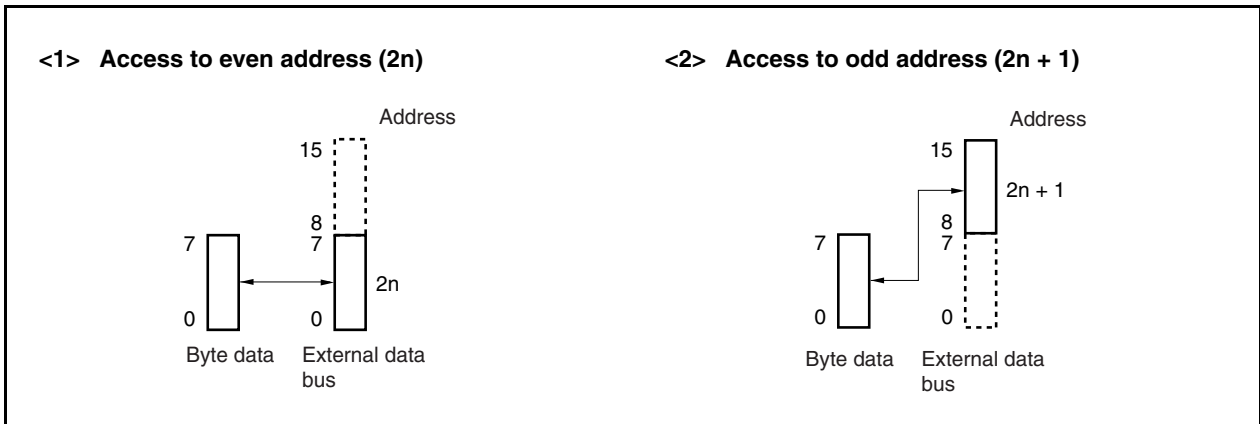 <1> Access to even address (2n)
Address
15
8
7
7
2n
0
0
Byte data
External data
bus
<2> Access to odd address (2n + 1)
Address
15
2n + 1
8
7
7
0
0
Byte data
External data
bus